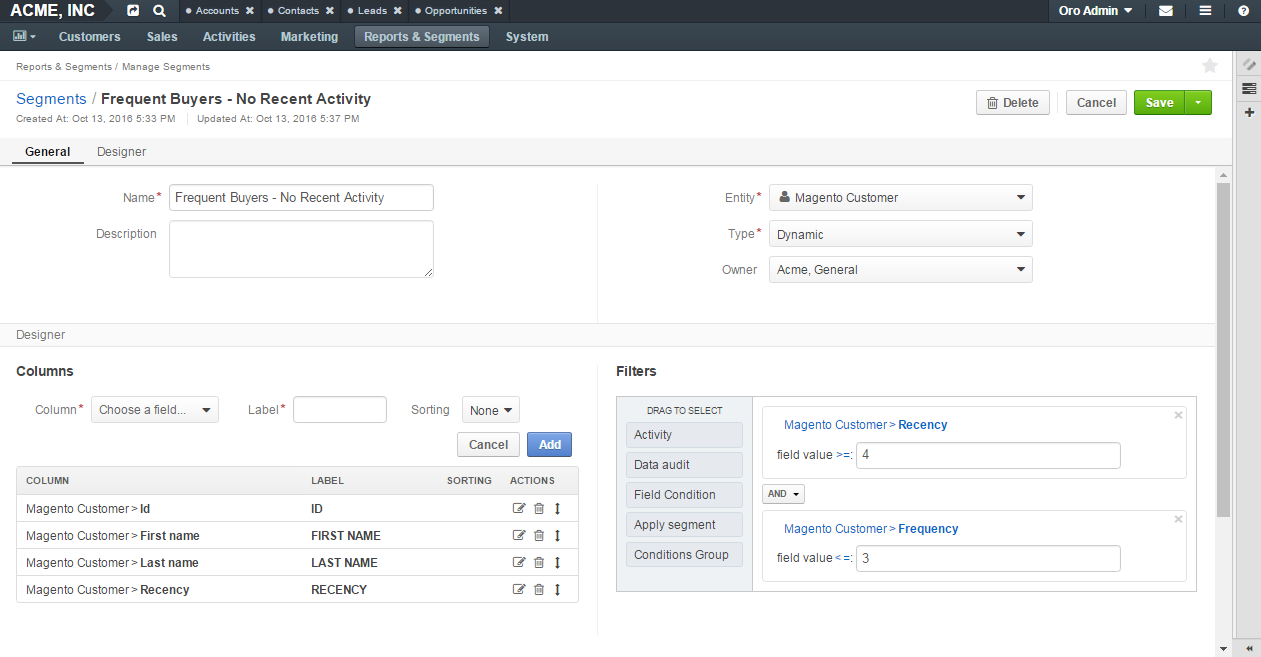 ACME, INC Accounts Contacts Leads Opportunities Oro Admin
Customers Sales Activities Marketing Reports & Segments System
Reports & Segments / Manage Segments
Segments / Frequent Buyers - No Recent Activity
Delete Cancel Save
Created At: Oct 13, 2016 5:33 PM Updated At: Oct 13, 2016 5:37 PM
General Designer
Name* Frequent Buyers - No Recent Activity
Description
Entity* Magento Customer
Type* Dynamic
Owner Acme, General
Designer
Columns
Column* Choose a field... Label* Sorting None
Cancel Add
COLUMN LABEL SORTING ACTIONS
Magento Customer > Id ID
Magento Customer > First name FIRST NAME
Magento Customer > Last name LAST NAME
Magento Customer > Recency RECENCY
Filters
DRAG TO SELECT
Activity
Data audit
Field Condition
Apply segment
Conditions Group
Magento Customer > Recency
field value >=: 4
AND
Magento Customer > Frequency
field value <=: 3